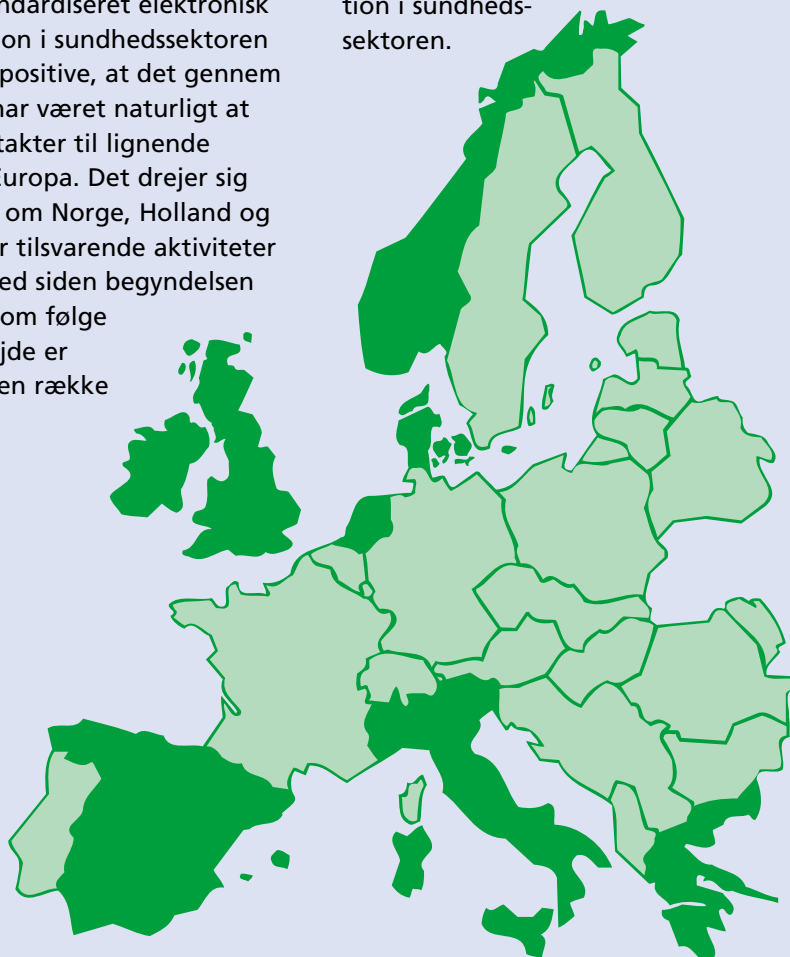 ndardiseret elektronisk
on i sundhedssektoren
positive, at det gennem
har været naturligt at
takter til lignende
Europa. Det drejer sig
om Norge, Holland og
r tilsvarende aktiviteter
ed siden begyndelsen
om følge
jde er
en række
tion i sundheds-
sektoren.